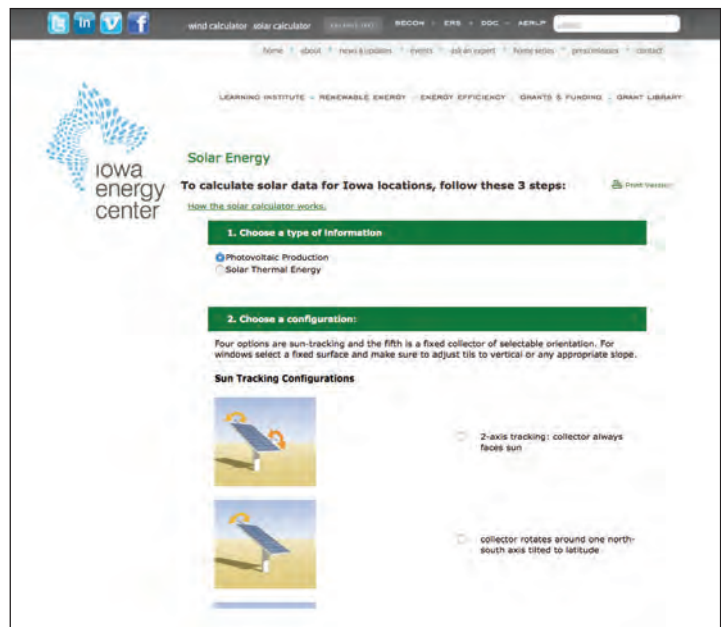 in
wind calculator solar calculator BECON ERS DDC AERLP
home about news & updates events ask an expert home series press releases contact
LEARNING INSTITUTE RENEWABLE ENERGY ENERGY EFFICIENCY GRANTS & FUNDING GRANT LIBRARY
iowa
energy
center
Solar Energy
To calculate solar data for Iowa locations, follow these 3 steps:
Print Version
How the solar calculator works.
1. Choose a type of information
Photovoltaic Production
Solar Thermal Energy
2. Choose a configuration:
Four options are sun-tracking and the fifth is a fixed collector of selectable orientation. For
windows select a fixed surface and make sure to adjust tils to vertical or any appropriate slope.
Sun Tracking Configurations
2-axis tracking: collector always
faces sun
collector rotates around one north-
south axis tilted to latitude